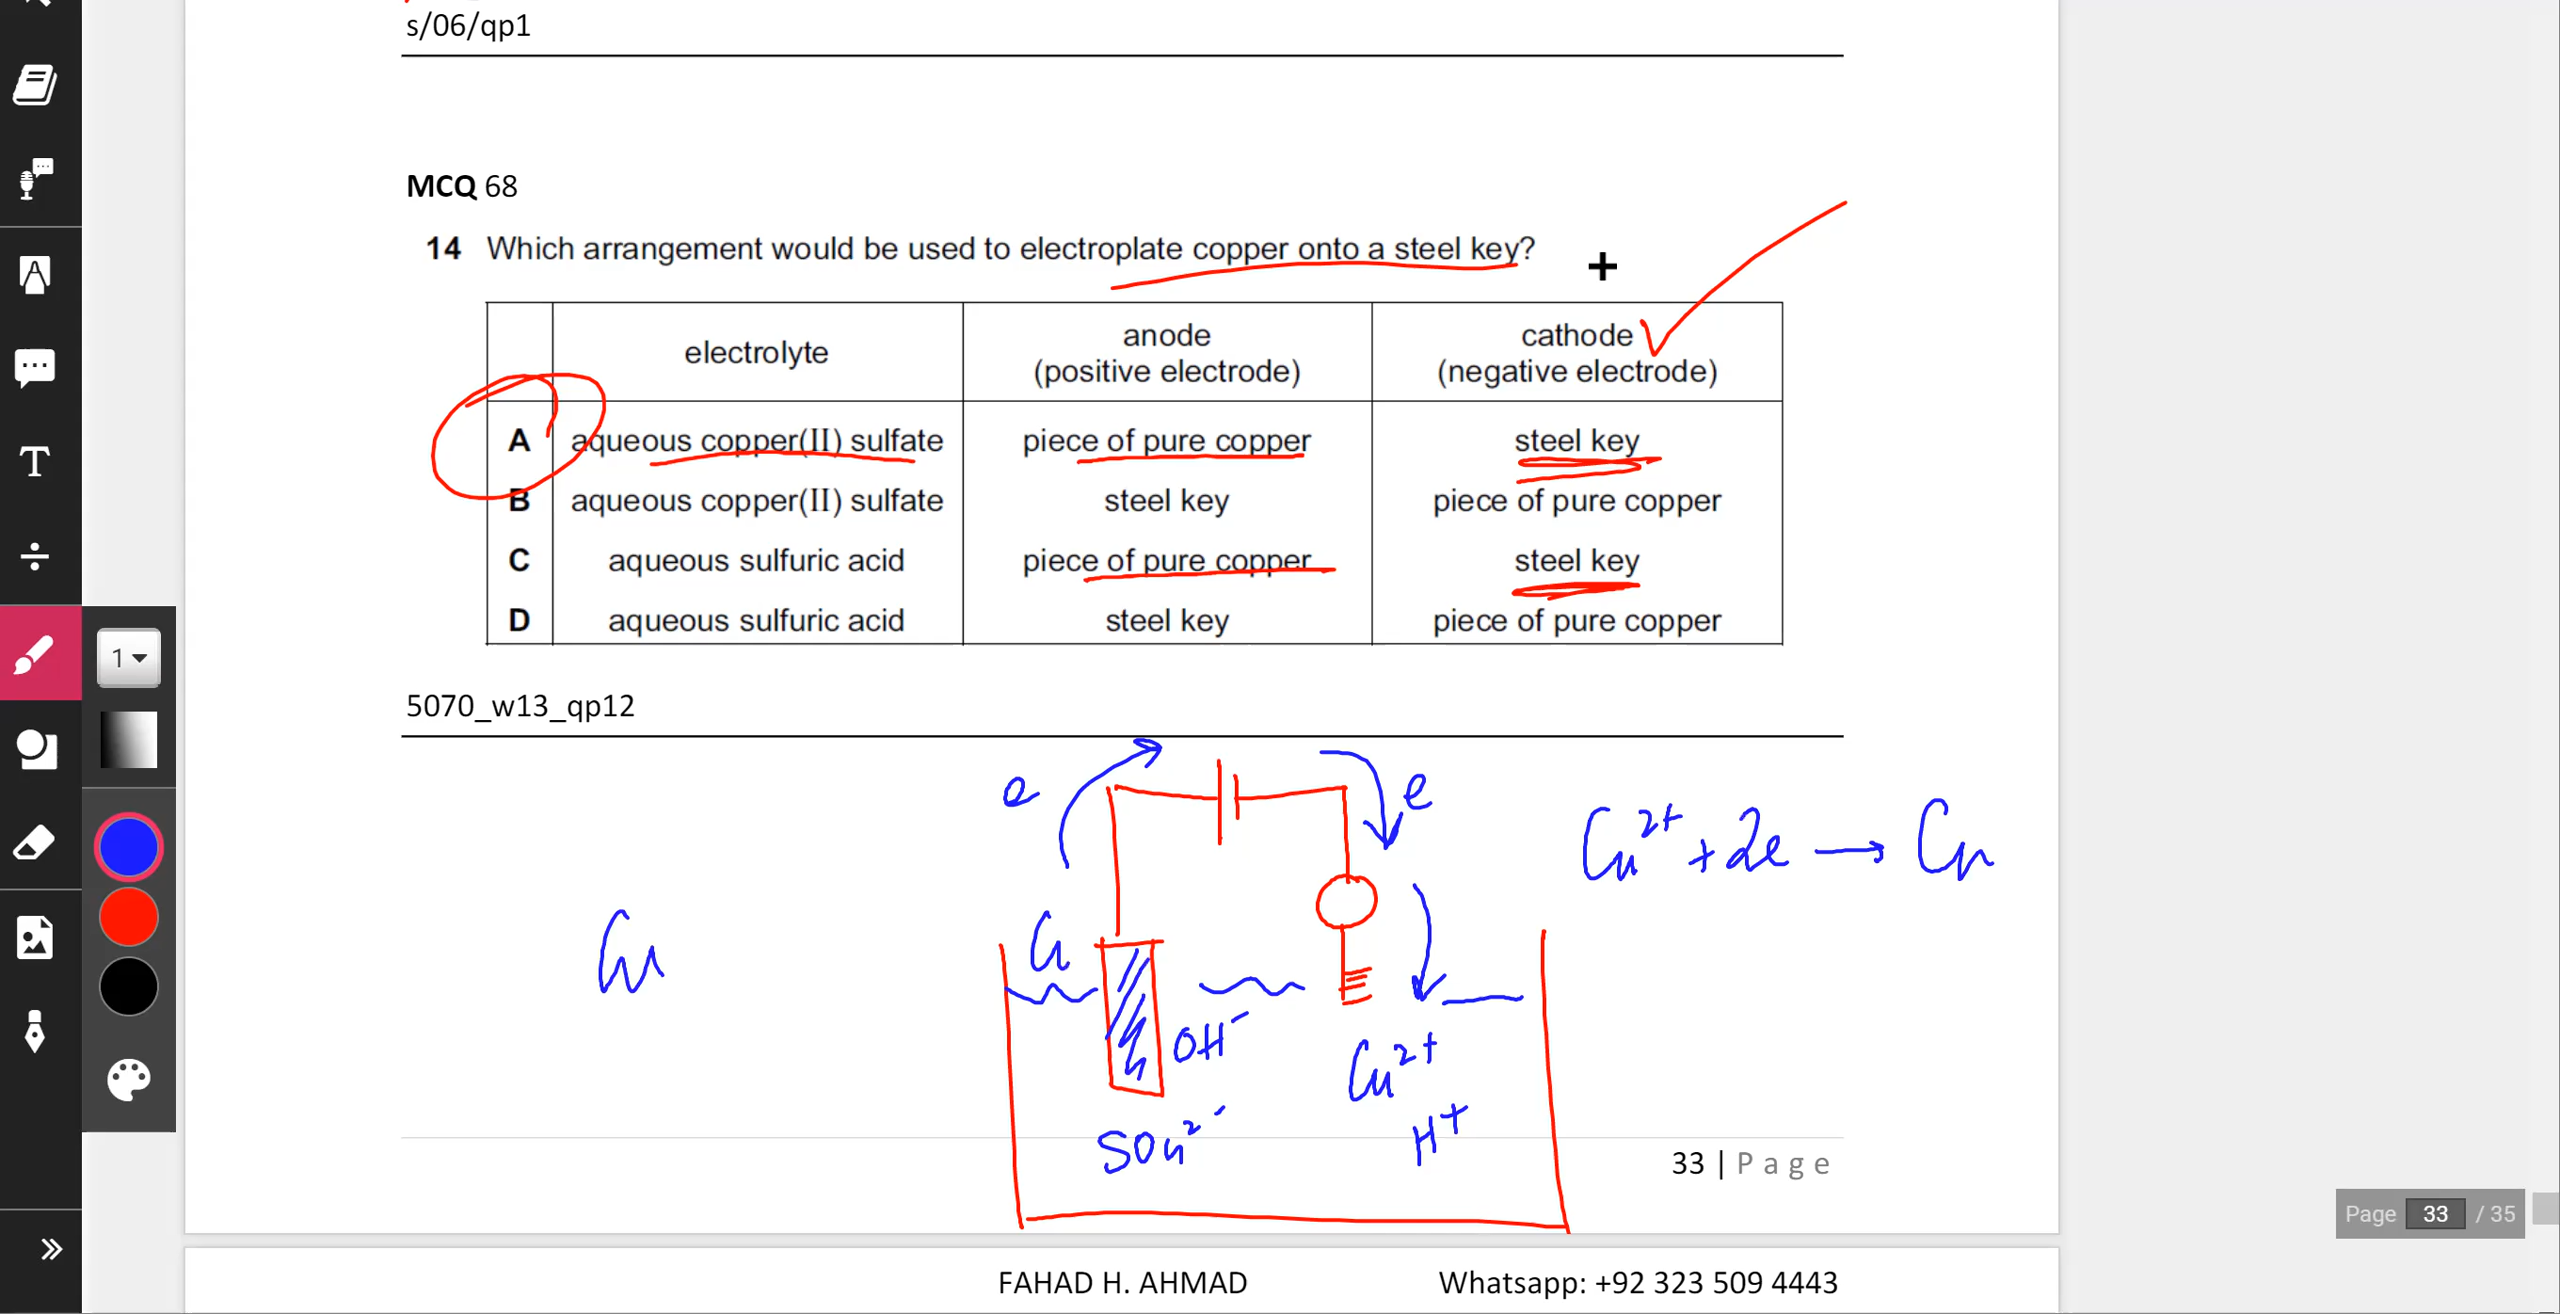 s/06/qp1
MCQ 68
14 Which arrangement would be used to electroplate copper onto a steel key?
electrolyte anode (positive electrode) cathode (negative electrode)
A aqueous copper(II) sulfate piece of pure copper steel key
B aqueous copper(II) sulfate steel key piece of pure copper
C aqueous sulfuric acid piece of pure copper steel key
D aqueous sulfuric acid steel key piece of pure copper
5070_w13_qp12
e e
Cu²⁺ + 2e → Cu
Cu Cu
OH⁻ Cu²⁺
SO₄²⁻ H⁺
33 | Page
FAHAD H. AHMAD Whatsapp: +92 323 509 4443
1
Page 33 / 35